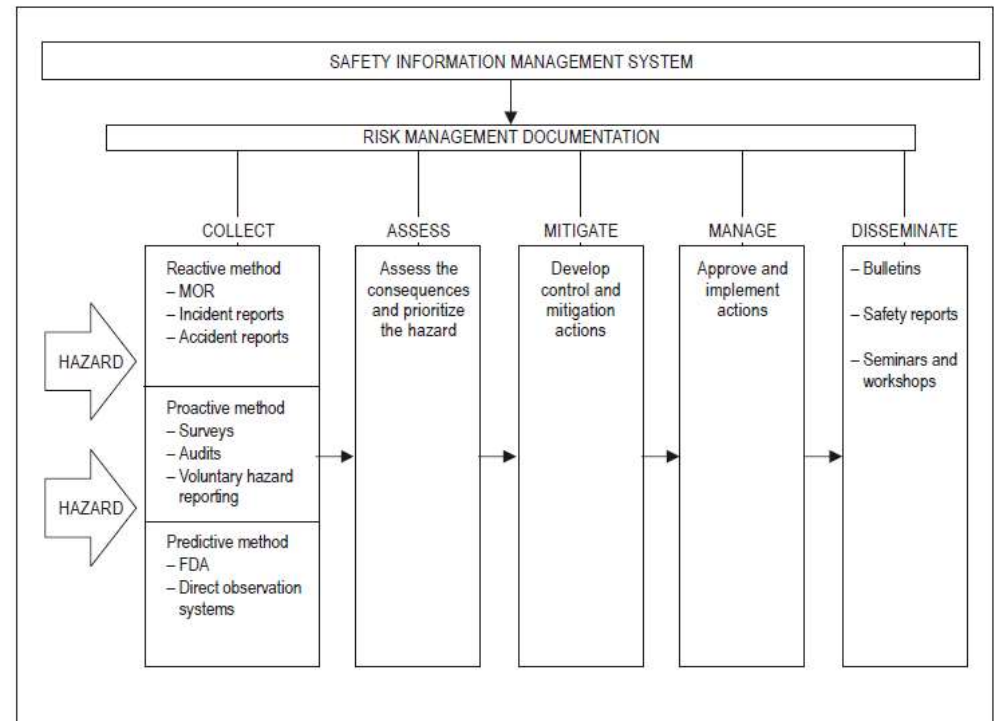 SAFETY INFORMATION MANAGEMENT SYSTEM
RISK MANAGEMENT DOCUMENTATION
COLLECT
Reactive method
– MOR
– Incident reports
– Accident reports
HAZARD
Proactive method
– Surveys
– Audits
– Voluntary hazard
reporting
HAZARD
Predictive method
– FDA
– Direct observation
systems
ASSESS
Assess the
consequences
and prioritize
the hazard
MITIGATE
Develop
control and
mitigation
actions
MANAGE
Approve and
implement
actions
DISSEMINATE
– Bulletins
– Safety reports
– Seminars and
workshops